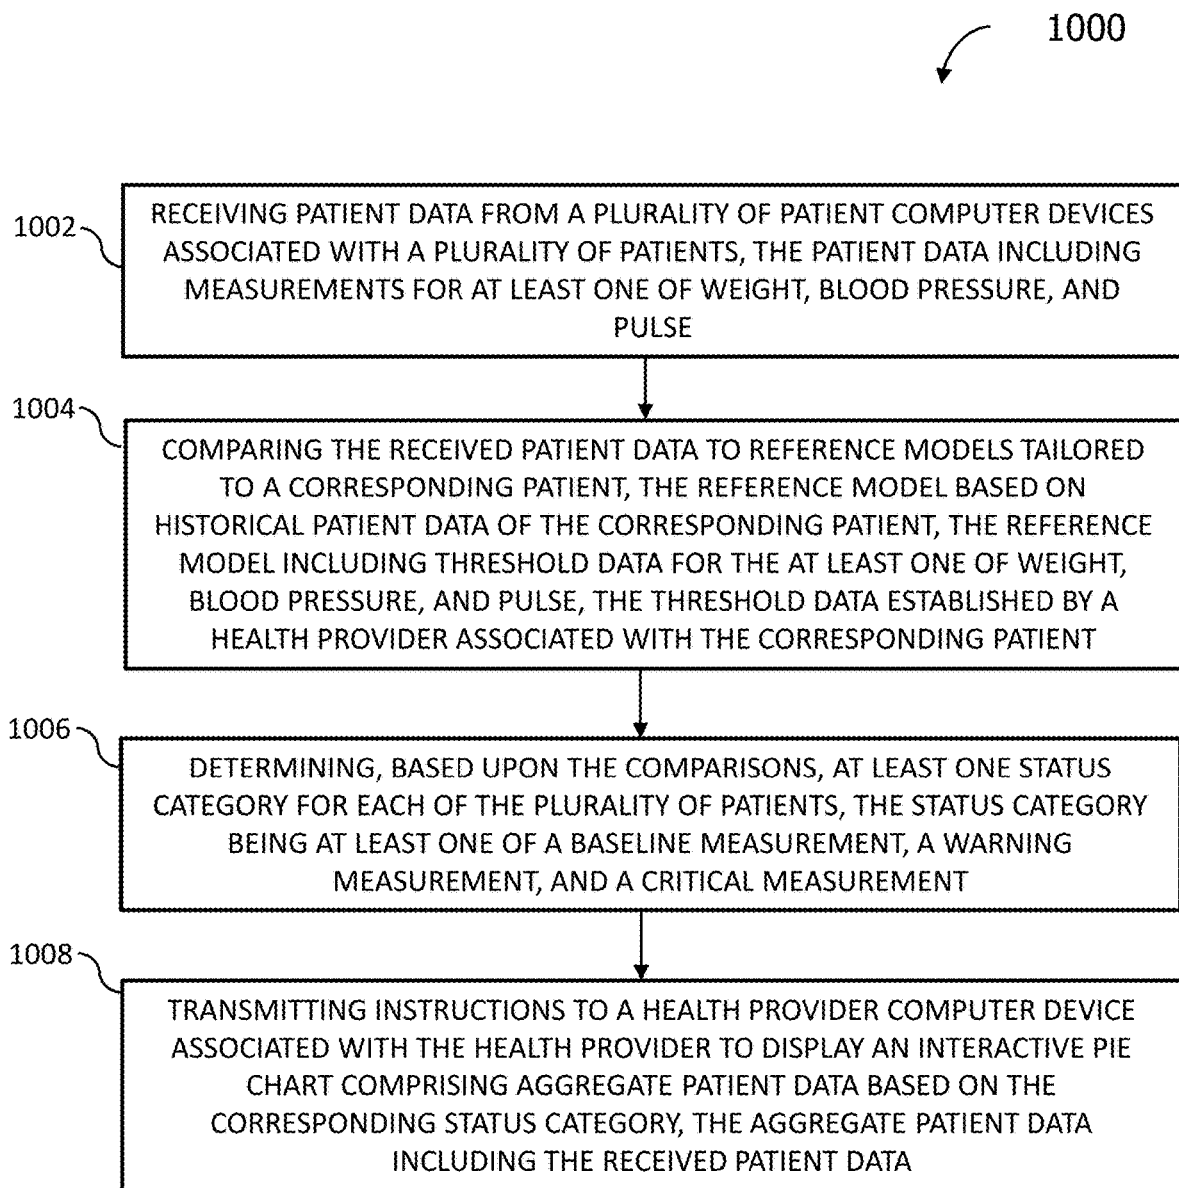 1000
1002
RECEIVING PATIENT DATA FROM A PLURALITY OF PATIENT COMPUTER DEVICES
ASSOCIATED WITH A PLURALITY OF PATIENTS, THE PATIENT DATA INCLUDING
MEASUREMENTS FOR AT LEAST ONE OF WEIGHT, BLOOD PRESSURE, AND
PULSE
1004
COMPARING THE RECEIVED PATIENT DATA TO REFERENCE MODELS TAILORED
TO A CORRESPONDING PATIENT, THE REFERENCE MODEL BASED ON
HISTORICAL PATIENT DATA OF THE CORRESPONDING PATIENT, THE REFERENCE
MODEL INCLUDING THRESHOLD DATA FOR THE AT LEAST ONE OF WEIGHT,
BLOOD PRESSURE, AND PULSE, THE THRESHOLD DATA ESTABLISHED BY A
HEALTH PROVIDER ASSOCIATED WITH THE CORRESPONDING PATIENT
1006
DETERMINING, BASED UPON THE COMPARISONS, AT LEAST ONE STATUS
CATEGORY FOR EACH OF THE PLURALITY OF PATIENTS, THE STATUS CATEGORY
BEING AT LEAST ONE OF A BASELINE MEASUREMENT, A WARNING
MEASUREMENT, AND A CRITICAL MEASUREMENT
1008
TRANSMITTING INSTRUCTIONS TO A HEALTH PROVIDER COMPUTER DEVICE
ASSOCIATED WITH THE HEALTH PROVIDER TO DISPLAY AN INTERACTIVE PIE
CHART COMPRISING AGGREGATE PATIENT DATA BASED ON THE
CORRESPONDING STATUS CATEGORY, THE AGGREGATE PATIENT DATA
INCLUDING THE RECEIVED PATIENT DATA